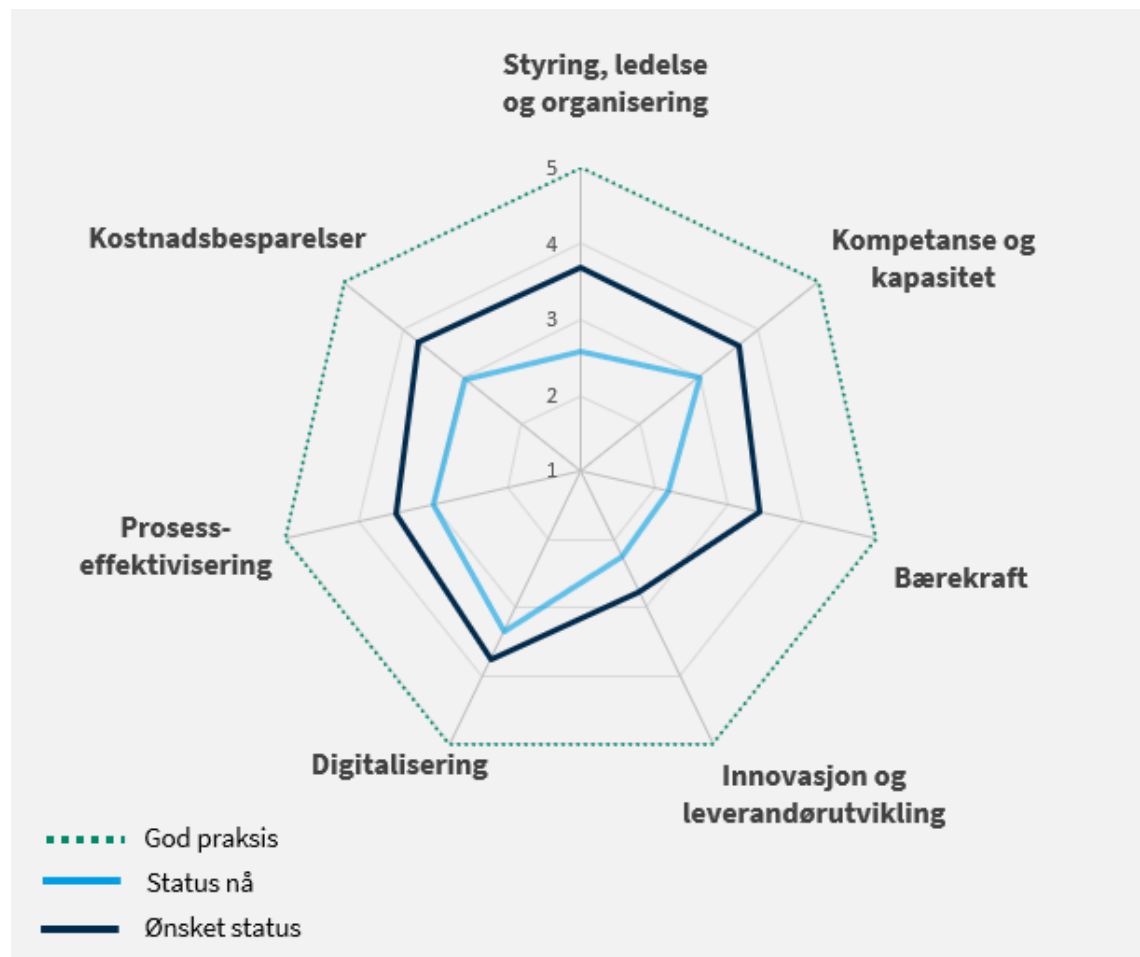 Styring, ledelse
og organisering
5
Kostnadsbesparelser
4
Kompetanse og
kapasitet
3
2
1
Prosess-
effektivisering
Bærekraft
Digitalisering
Innovasjon og
leverandørutvikling
God praksis
Status nå
Ønsket status